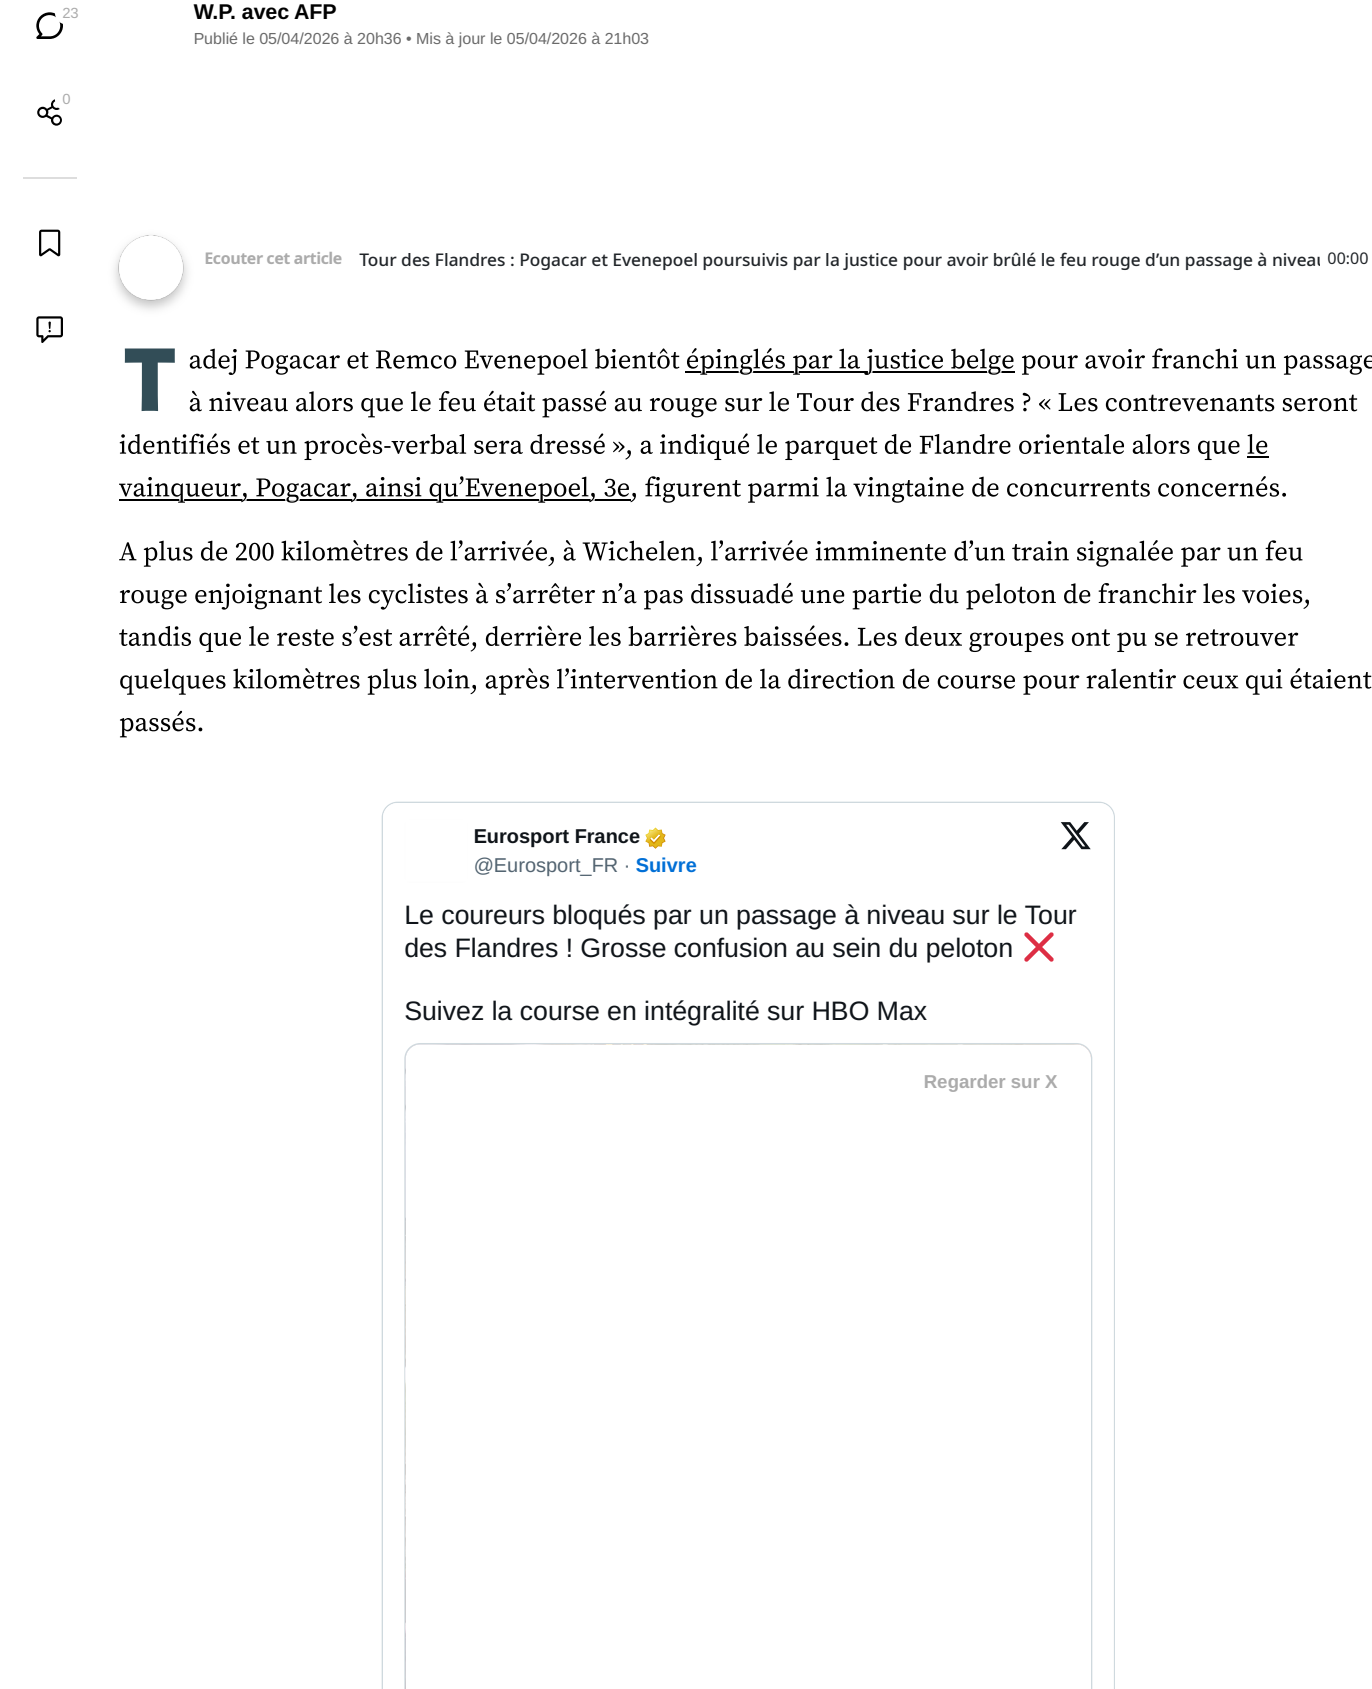 23
W.P. avec AFP
Publié le 05/04/2026 à 20h36 • Mis à jour le 05/04/2026 à 21h03
0
Ecouter cet article Tour des Flandres : Pogacar et Evenepoel poursuivis par la justice pour avoir brûlé le feu rouge d’un passage à niveau 00:00
Tadej Pogacar et Remco Evenepoel bientôt épinglés par la justice belge pour avoir franchi un passage
à niveau alors que le feu était passé au rouge sur le Tour des Frandres ? « Les contrevenants seront
identifiés et un procès-verbal sera dressé », a indiqué le parquet de Flandre orientale alors que le
vainqueur, Pogacar, ainsi qu’Evenepoel, 3e, figurent parmi la vingtaine de concurrents concernés.
A plus de 200 kilomètres de l’arrivée, à Wichelen, l’arrivée imminente d’un train signalée par un feu
rouge enjoignant les cyclistes à s’arrêter n’a pas dissuadé une partie du peloton de franchir les voies,
tandis que le reste s’est arrêté, derrière les barrières baissées. Les deux groupes ont pu se retrouver
quelques kilomètres plus loin, après l’intervention de la direction de course pour ralentir ceux qui étaient
passés.
Eurosport France
@Eurosport_FR · Suivre
Le coureurs bloqués par un passage à niveau sur le Tour
des Flandres ! Grosse confusion au sein du peloton ❌
Suivez la course en intégralité sur HBO Max
Regarder sur X